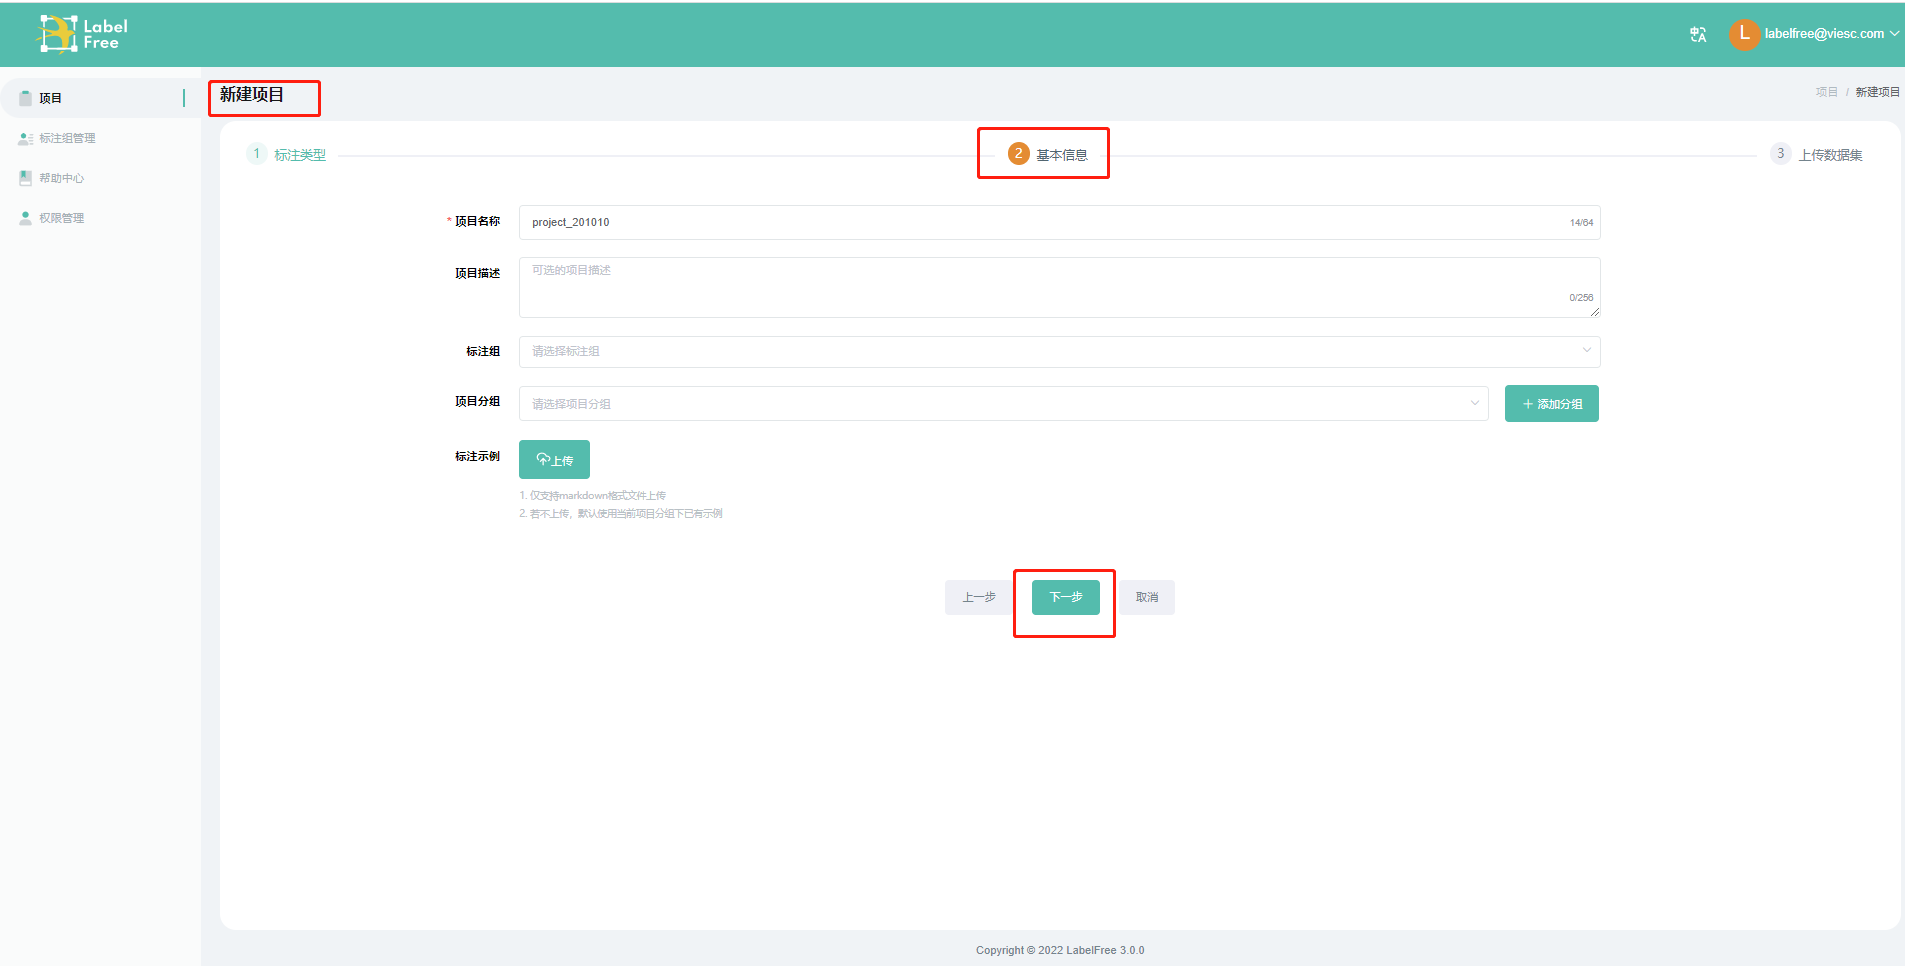 Label
Free
labelfree@viesc.com
L
项目
标注组管理
帮助中心
权限管理
新建项目
项目 / 新建项目
1 标注类型
2 基本信息
3 上传数据集
* 项目名称
project_201010
14/64
项目描述
可选的项目描述
0/256
标注组
请选择标注组
项目分组
请选择项目分组
+ 添加分组
标注示例
上传
1. 仅支持markdown格式文件上传
2. 若不上传，默认使用当前项目分组下已有示例
上一步
下一步
取消
Copyright © 2022 LabelFree 3.0.0